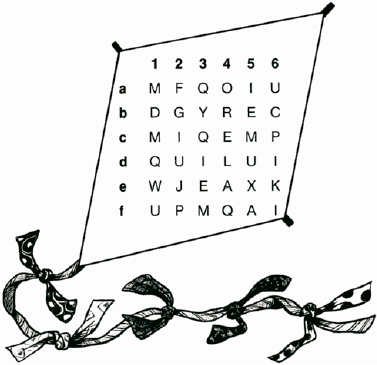 1 2 3 4 5 6
a M F Q O I U
b D G Y R E C
c M I Q E M P
d Q U I L U I
e W J E A X K
f U P M Q A I